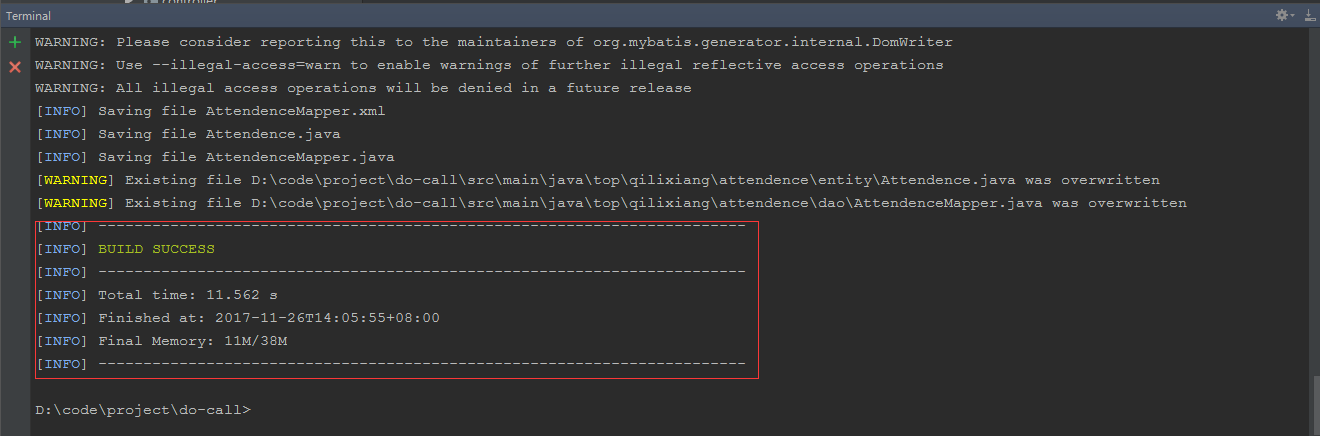 controller
Terminal
WARNING: Please consider reporting this to the maintainers of org.mybatis.generator.internal.DomWriter
WARNING: Use --illegal-access=warn to enable warnings of further illegal reflective access operations
WARNING: All illegal access operations will be denied in a future release
[INFO] Saving file AttendenceMapper.xml
[INFO] Saving file Attendence.java
[INFO] Saving file AttendenceMapper.java
[WARNING] Existing file D:\code\project\do-call\src\main\java\top\qilixiang\attendence\entity\Attendence.java was overwritten
[WARNING] Existing file D:\code\project\do-call\src\main\java\top\qilixiang\attendence\dao\AttendenceMapper.java was overwritten
[INFO] ------------------------------------------------------------------------
[INFO] BUILD SUCCESS
[INFO] ------------------------------------------------------------------------
[INFO] Total time: 11.562 s
[INFO] Finished at: 2017-11-26T14:05:55+08:00
[INFO] Final Memory: 11M/38M
[INFO] ------------------------------------------------------------------------
D:\code\project\do-call>